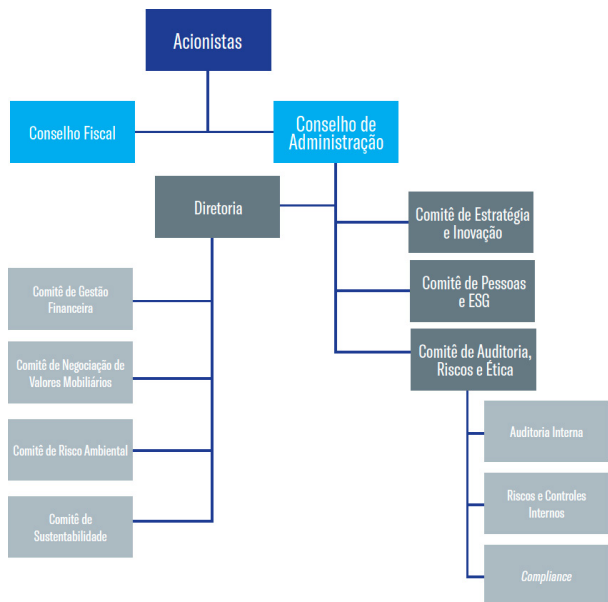 Acionistas
Conselho Fiscal
Conselho de
Administração
Diretoria
Comitê de Estratégia
e Inovação
Comitê de Pessoas
e ESG
Comitê de Auditoria,
Riscos e Ética
Comitê de Gestão
Financeira
Comitê de Negociação de
Valores Mobiliários
Comitê de Risco Ambiental
Comitê de
Sustentabilidade
Auditoria Interna
Riscos e Controles
Internos
Compliance